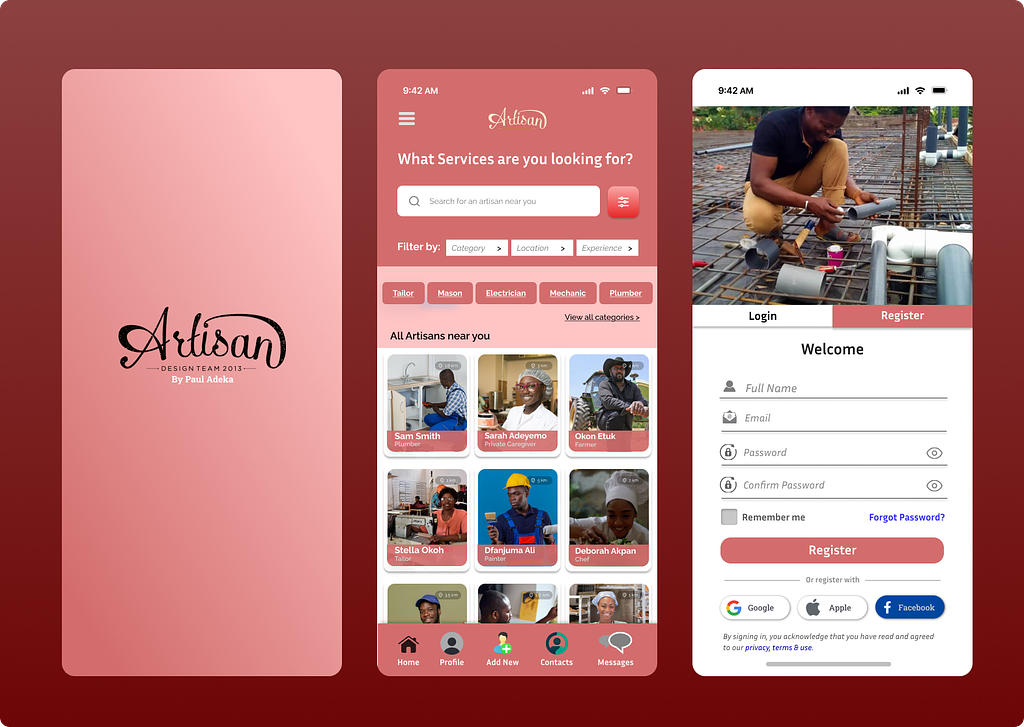 Artisan
DESIGN TEAM 2013
By Paul Adeka
9:42 AM
Artisan
What Services are you looking for?
Search for an artisan near you
Filter by: Category > Location > Experience >
Tailor Mason Electrician Mechanic Plumber
View all categories >
All Artisans near you
Sam Smith
Plumber
Sarah Adeyemo
Private Caregiver
Okon Etuk
Farmer
Stella Okoh
Tailor
Dfanjuma Ali
Painter
Deborah Akpan
Chef
Home Profile Add New Contacts Messages
9:42 AM
Login Register
Welcome
Full Name
Email
Password
Confirm Password
Remember me Forgot Password?
Register
Or register with
Google Apple Facebook
By signing in, you acknowledge that you have read and agreed
to our privacy, terms & use.